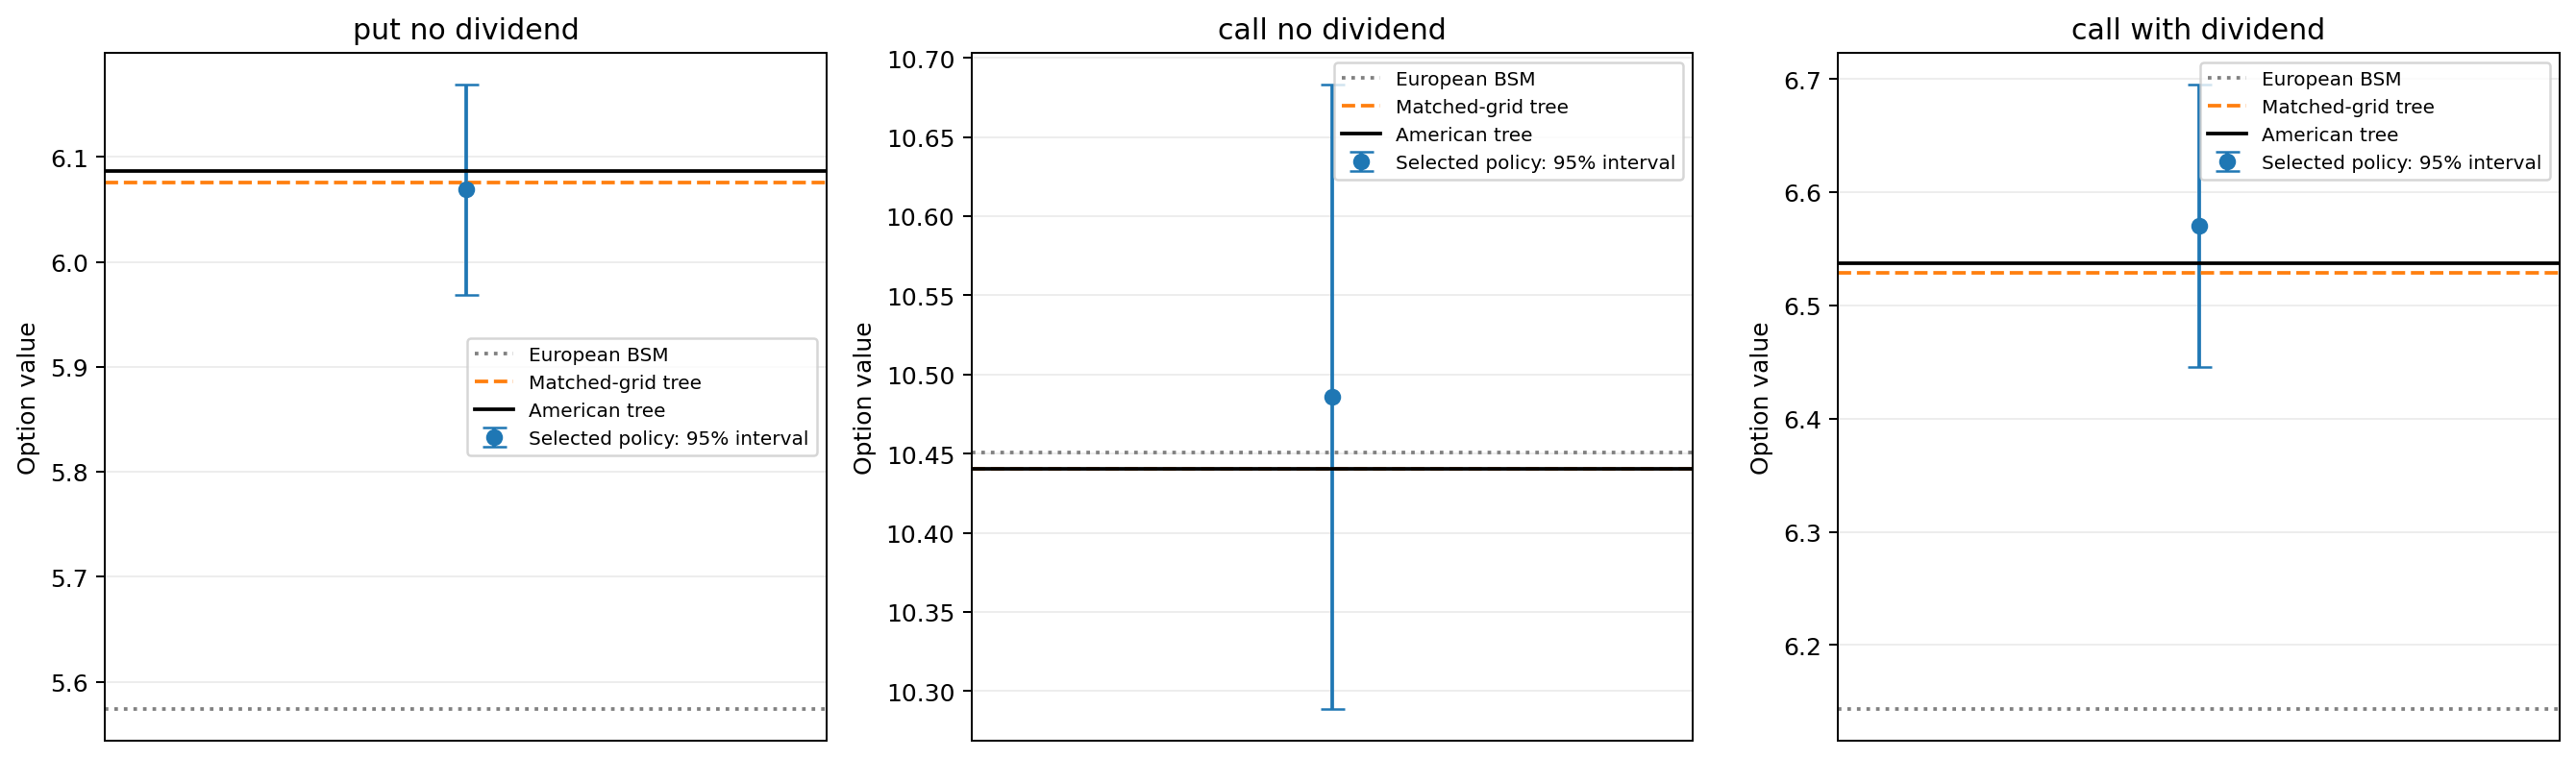 put no dividend
Option value
6.1
6.0
5.9
5.8
5.7
5.6
European BSM
Matched-grid tree
American tree
Selected policy: 95% interval
call no dividend
Option value
10.70
10.65
10.60
10.55
10.50
10.45
10.40
10.35
10.30
European BSM
Matched-grid tree
American tree
Selected policy: 95% interval
call with dividend
Option value
6.7
6.6
6.5
6.4
6.3
6.2
European BSM
Matched-grid tree
American tree
Selected policy: 95% interval